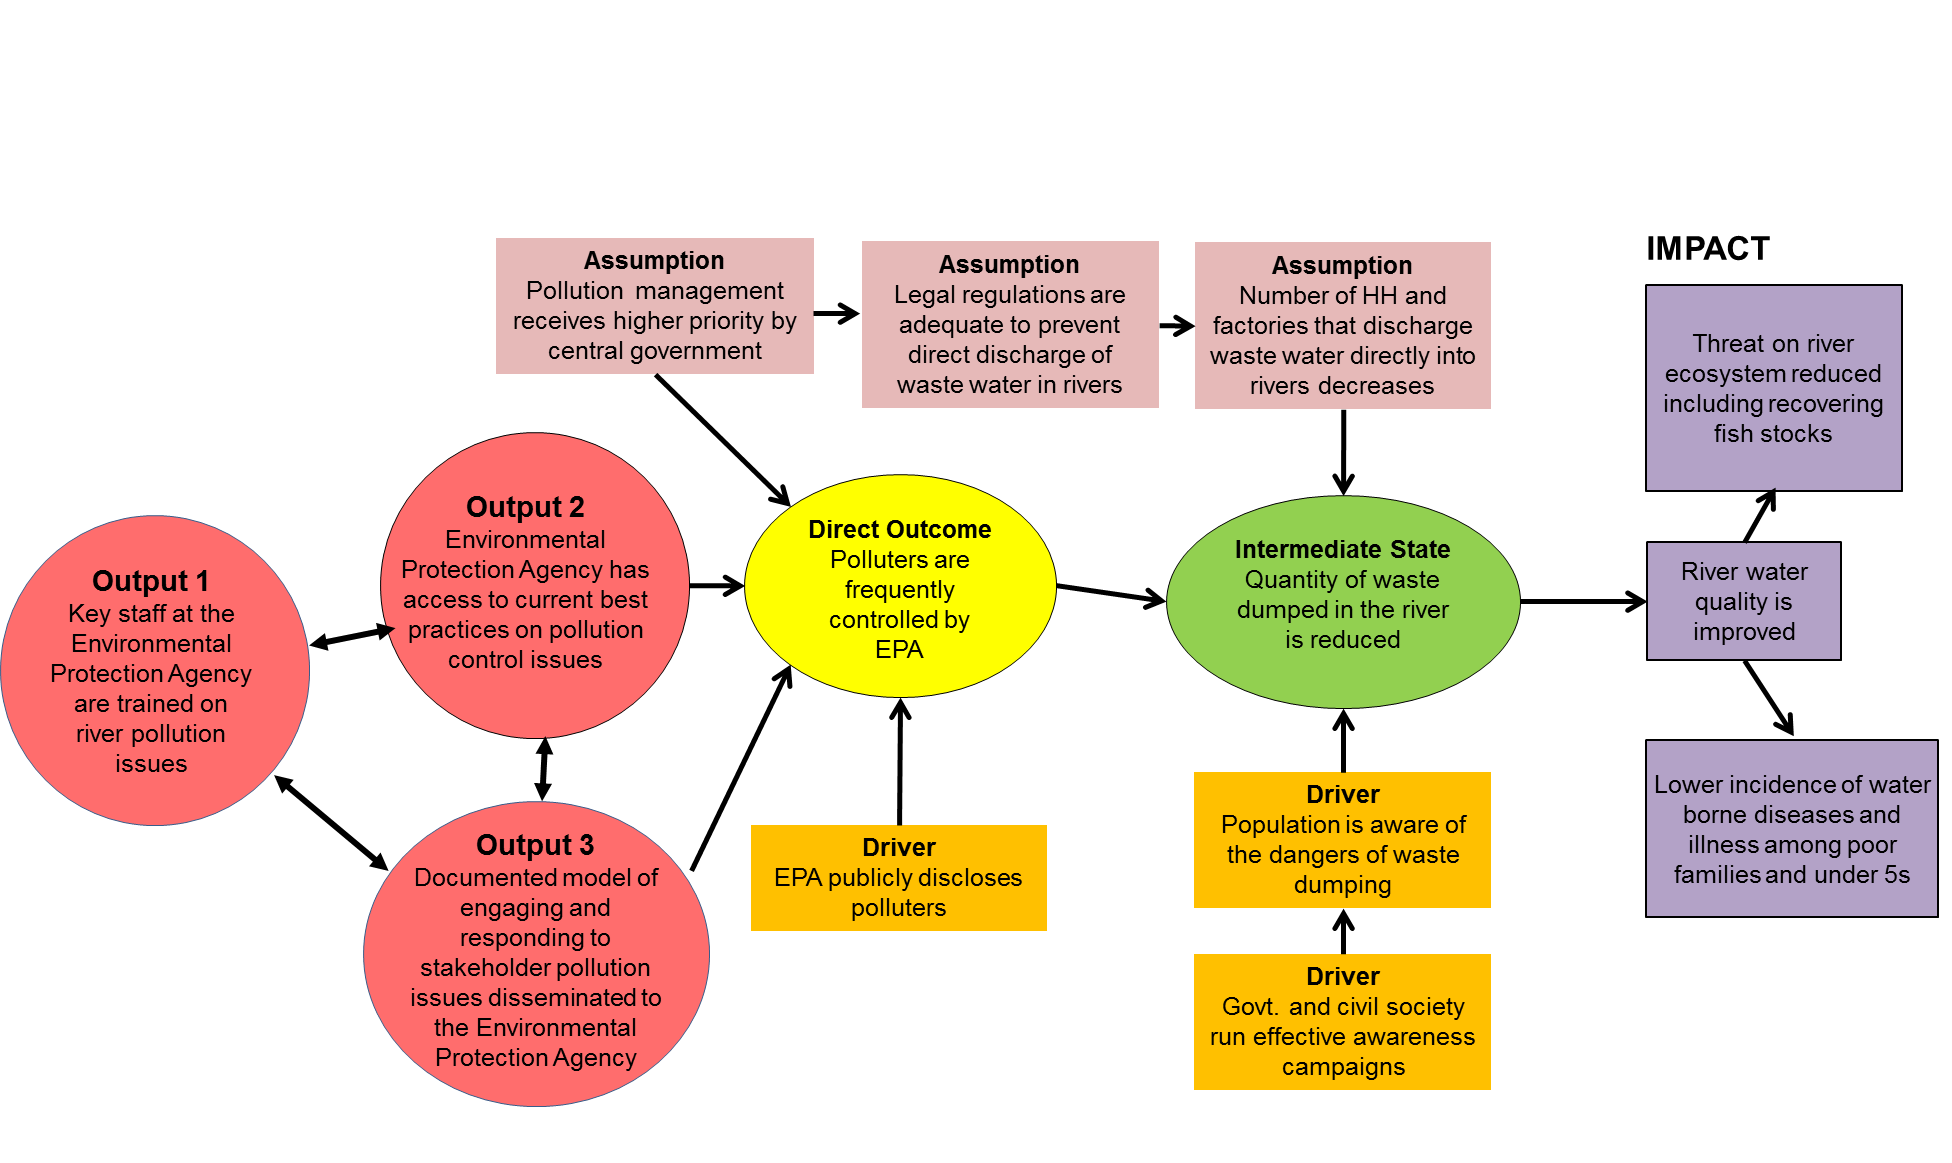 Output 1
Key staff at the
Environmental
Protection Agency
are trained on
river pollution
issues
Output 2
Environmental
Protection Agency has
access to current best
practices on pollution
control issues
Output 3
Documented model of
engaging and
responding to
stakeholder pollution
issues disseminated to
the Environmental
Protection Agency
Assumption
Pollution management
receives higher priority by
central government
Assumption
Legal regulations are
adequate to prevent
direct discharge of
waste water in rivers
Assumption
Number of HH and
factories that discharge
waste water directly into
rivers decreases
Direct Outcome
Polluters are
frequently
controlled by
EPA
Driver
EPA publicly discloses
polluters
Intermediate State
Quantity of waste
dumped in the river
is reduced
Driver
Population is aware of
the dangers of waste
dumping
Driver
Govt. and civil society
run effective awareness
campaigns
IMPACT
Threat on river
ecosystem reduced
including recovering
fish stocks
River water
quality is
improved
Lower incidence of water
borne diseases and
illness among poor
families and under 5s